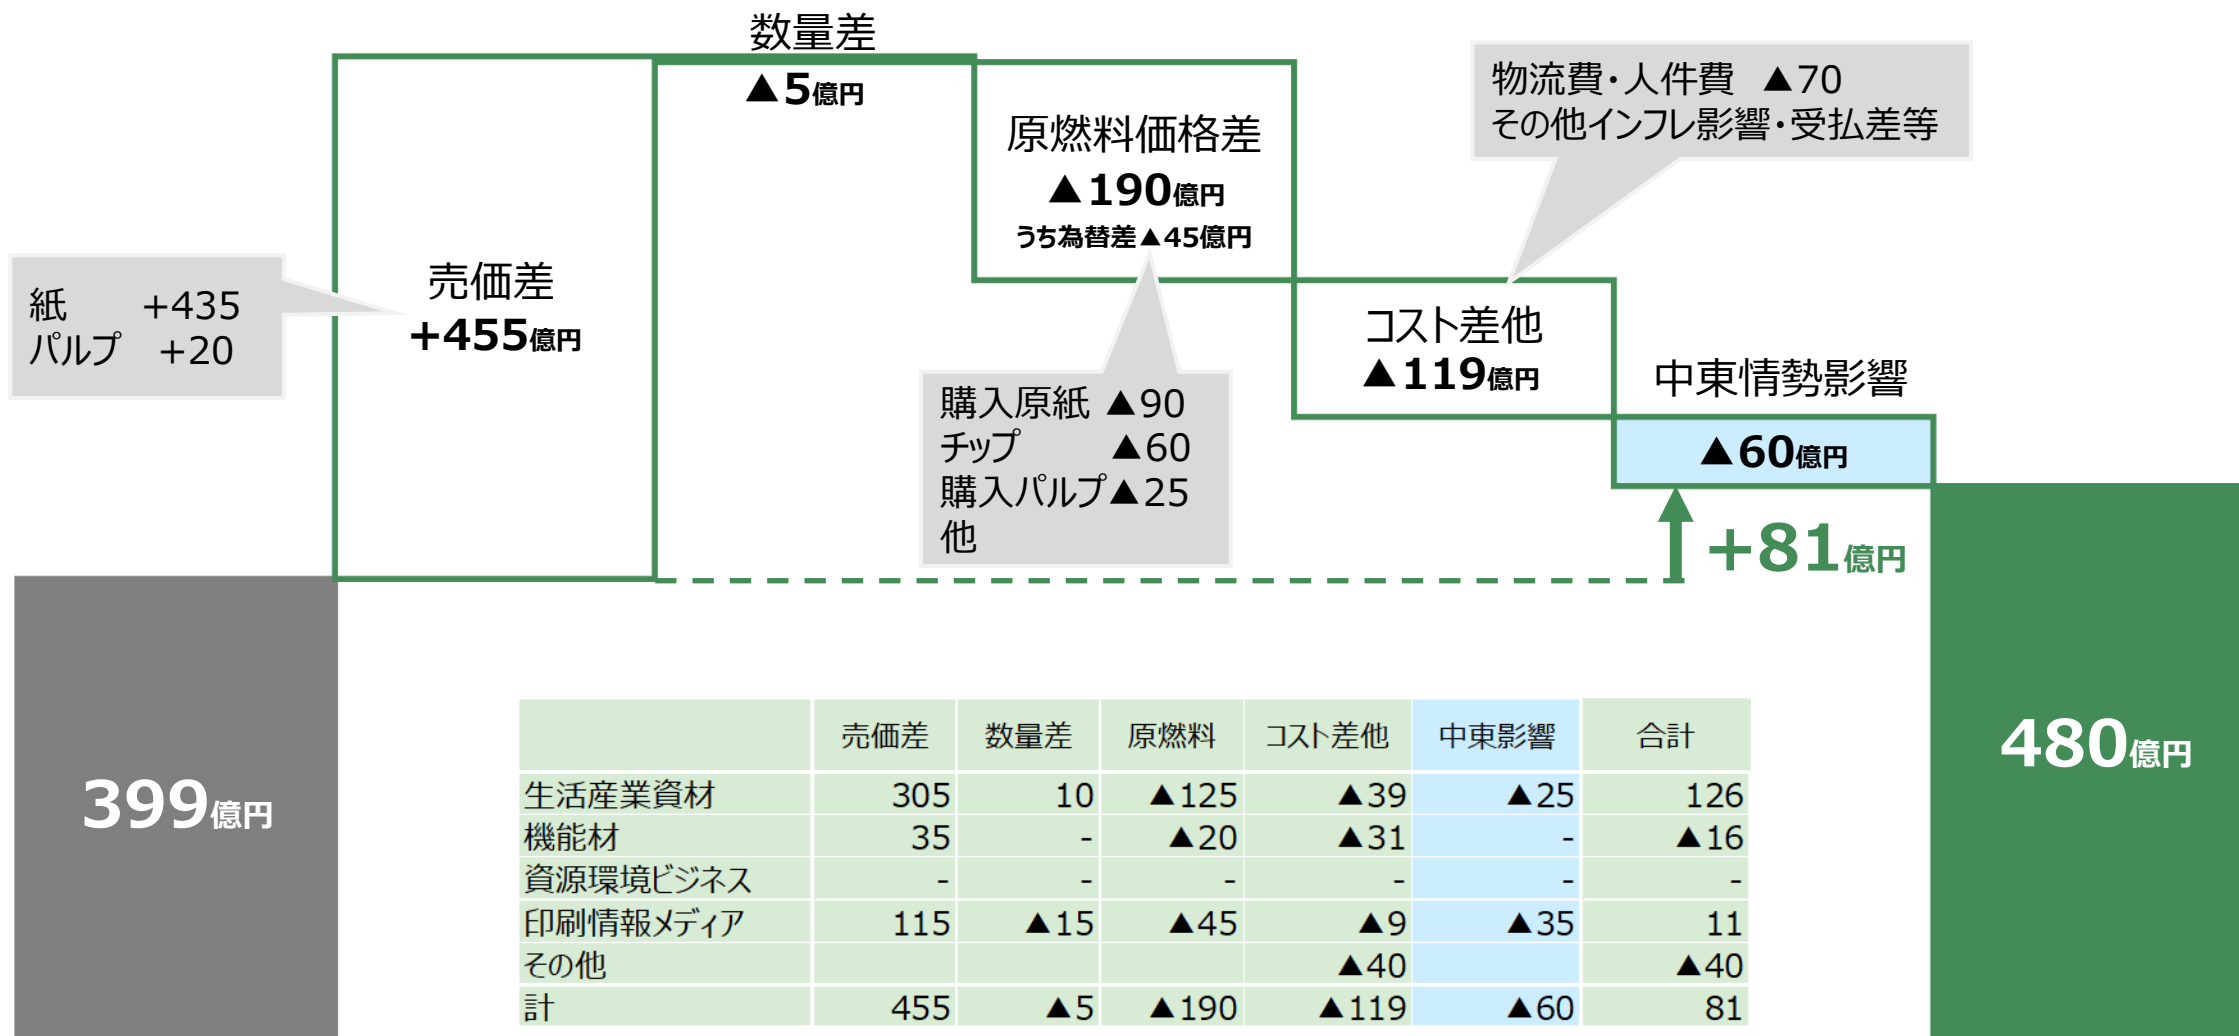 数量差
▲5億円
物流費・人件費 ▲70
その他インフレ影響・受払差等
原燃料価格差
▲190億円
うち為替差▲45億円
紙 +435
パルプ +20
売価差
+455億円
コスト差他
▲119億円
中東情勢影響
▲60億円
購入原紙 ▲90
チップ ▲60
購入パルプ▲25
他
+81億円
399億円
480億円
売価差 数量差 原燃料 コスト差他 中東影響 合計
生活産業資材 305 10 ▲125 ▲39 ▲25 126
機能材 35 - ▲20 ▲31 - ▲16
資源環境ビジネス - - - - - -
印刷情報メディア 115 ▲15 ▲45 ▲9 ▲35 11
その他 ▲40 ▲40
計 455 ▲5 ▲190 ▲119 ▲60 81